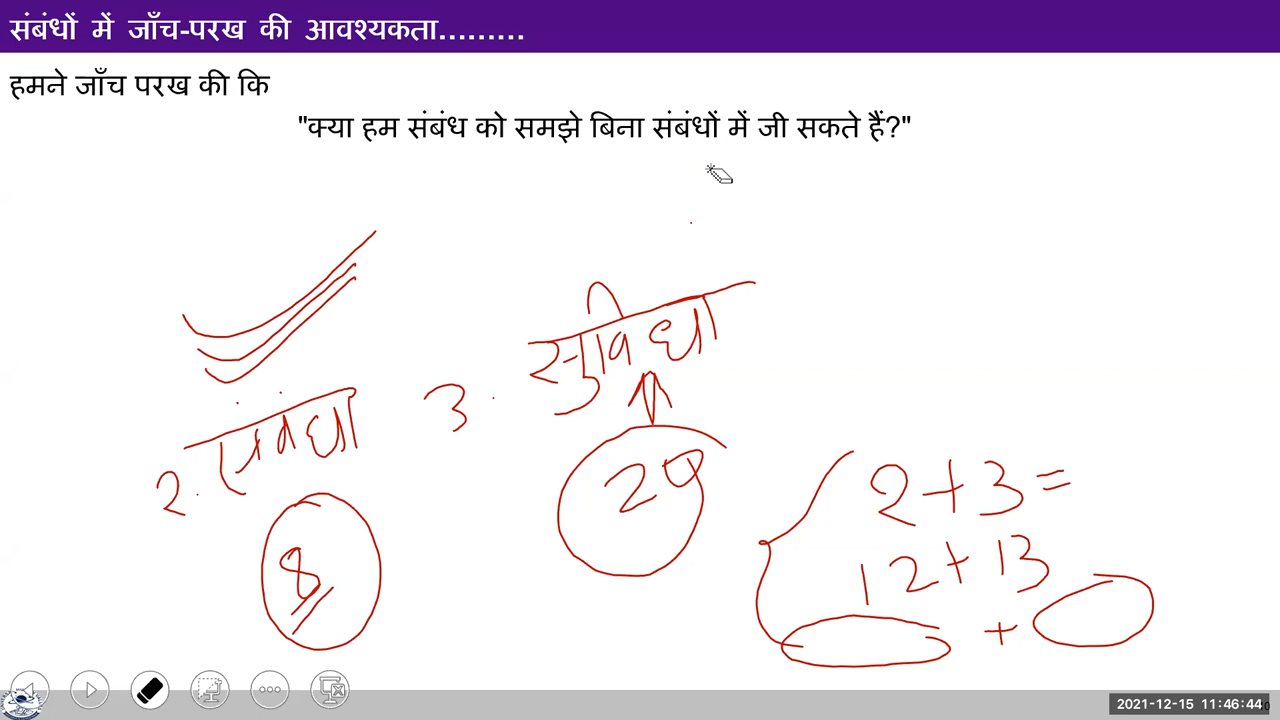 संबंधों में जाँच-परख की आवश्यकता.........
हमने जाँच परख की कि
"क्या हम संबंध को समझे बिना संबंधों में जी सकते हैं?"
3. सुविधा
2. संबंध
8
2+3=
12+13
+
2021-12-15 11:46:44